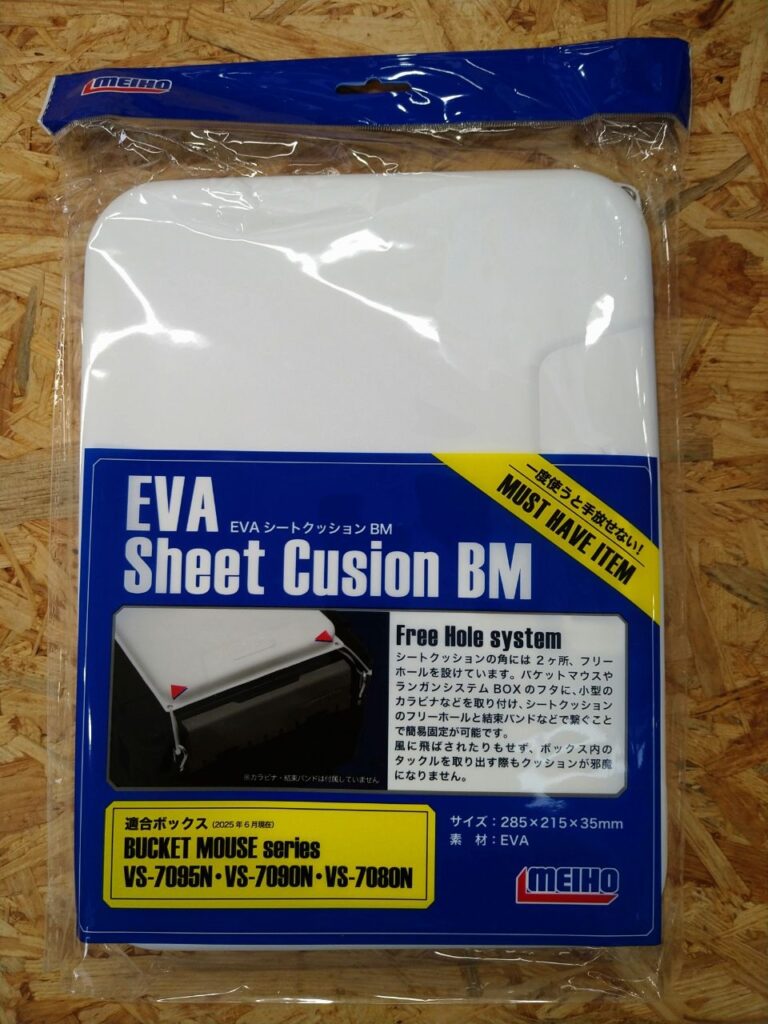 MEIHO
一度使うと手放せない!
MUST HAVE ITEM
EVA
EVAシートクッションBM
Sheet Cusion BM
Free Hole system
シートクッションの角には2ヶ所、フリー
ホールを設けています。バケットマウスや
ランガンシステムBOXのフタに、小型の
カラビナなどを取り付け、シートクッション
のフリーホールと結束バンドなどで繋ぐこと
で簡易固定が可能です。
風に飛ばされたりもせず、ボックス内の
タックルを取り出す際もクッションが邪魔
になりません。
※カラビナ・結束バンドは付属していません
適合ボックス(2025年6月現在)
BUCKET MOUSE series
VS-7095N・VS-7090N・VS-7080N
サイズ:285×215×35mm
素 材:EVA
MEIHO